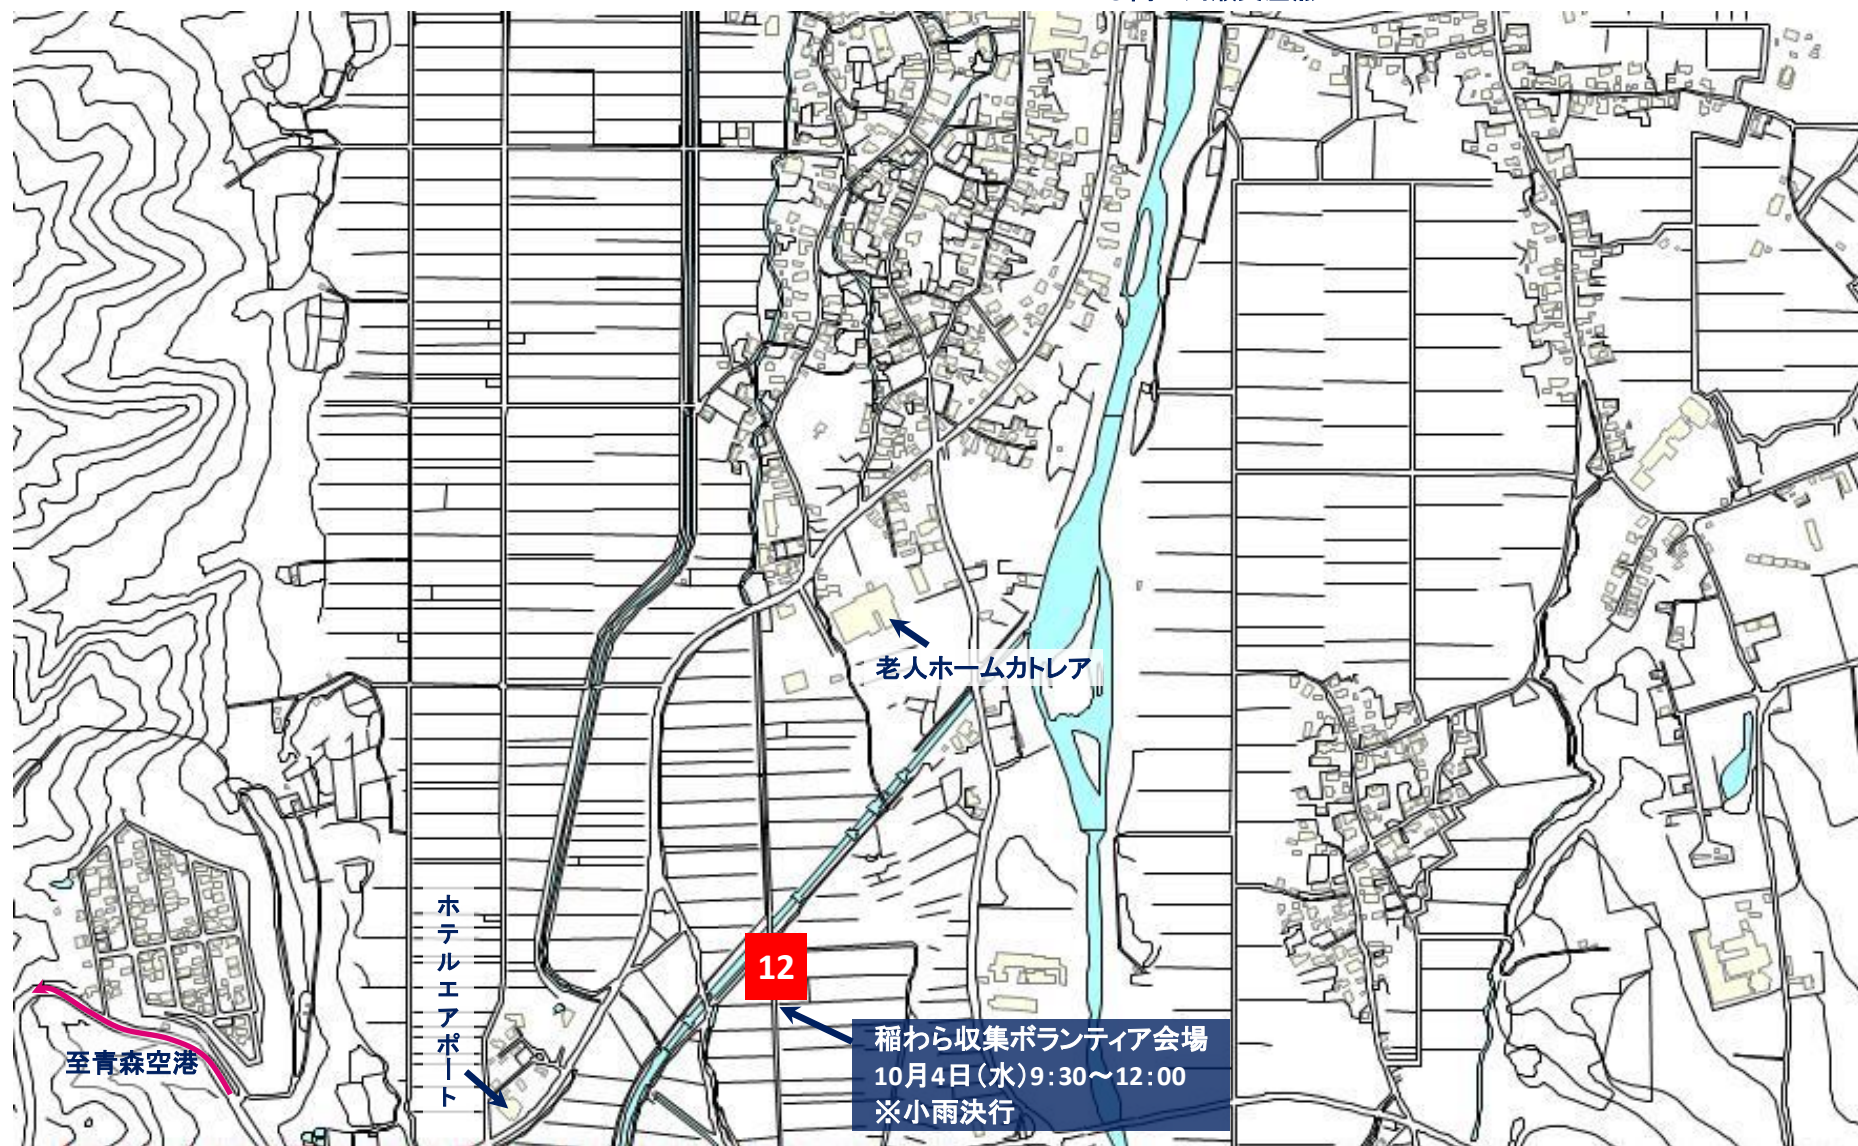 老人ホームカトレア
ホテルエアポート
12
稲わら収集ボランティア会場
10月4日(水)9:30～12:00
※小雨決行
至青森空港